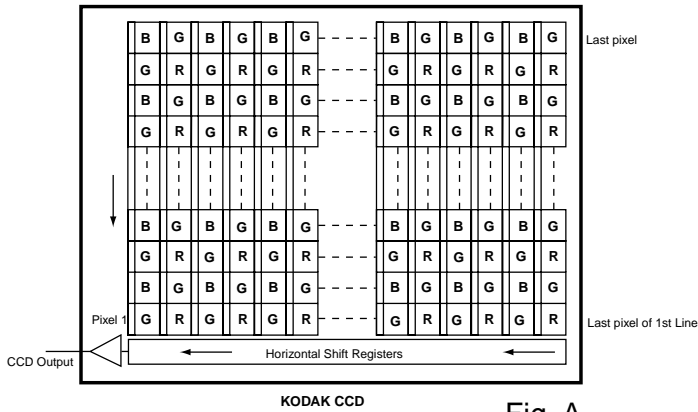 B G B G B G B G B G B G Last pixel
G R G R G R G R G R G R
B G B G B G B G B G B G
G R G R G R G R G R G R
B G B G B G B G B G B G
G R G R G R G R G R G R
B G B G B G B G B G B G
Pixel 1 G R G R G R G R G R G R Last pixel of 1st Line
CCD Output Horizontal Shift Registers
KODAK CCD
Fig. A